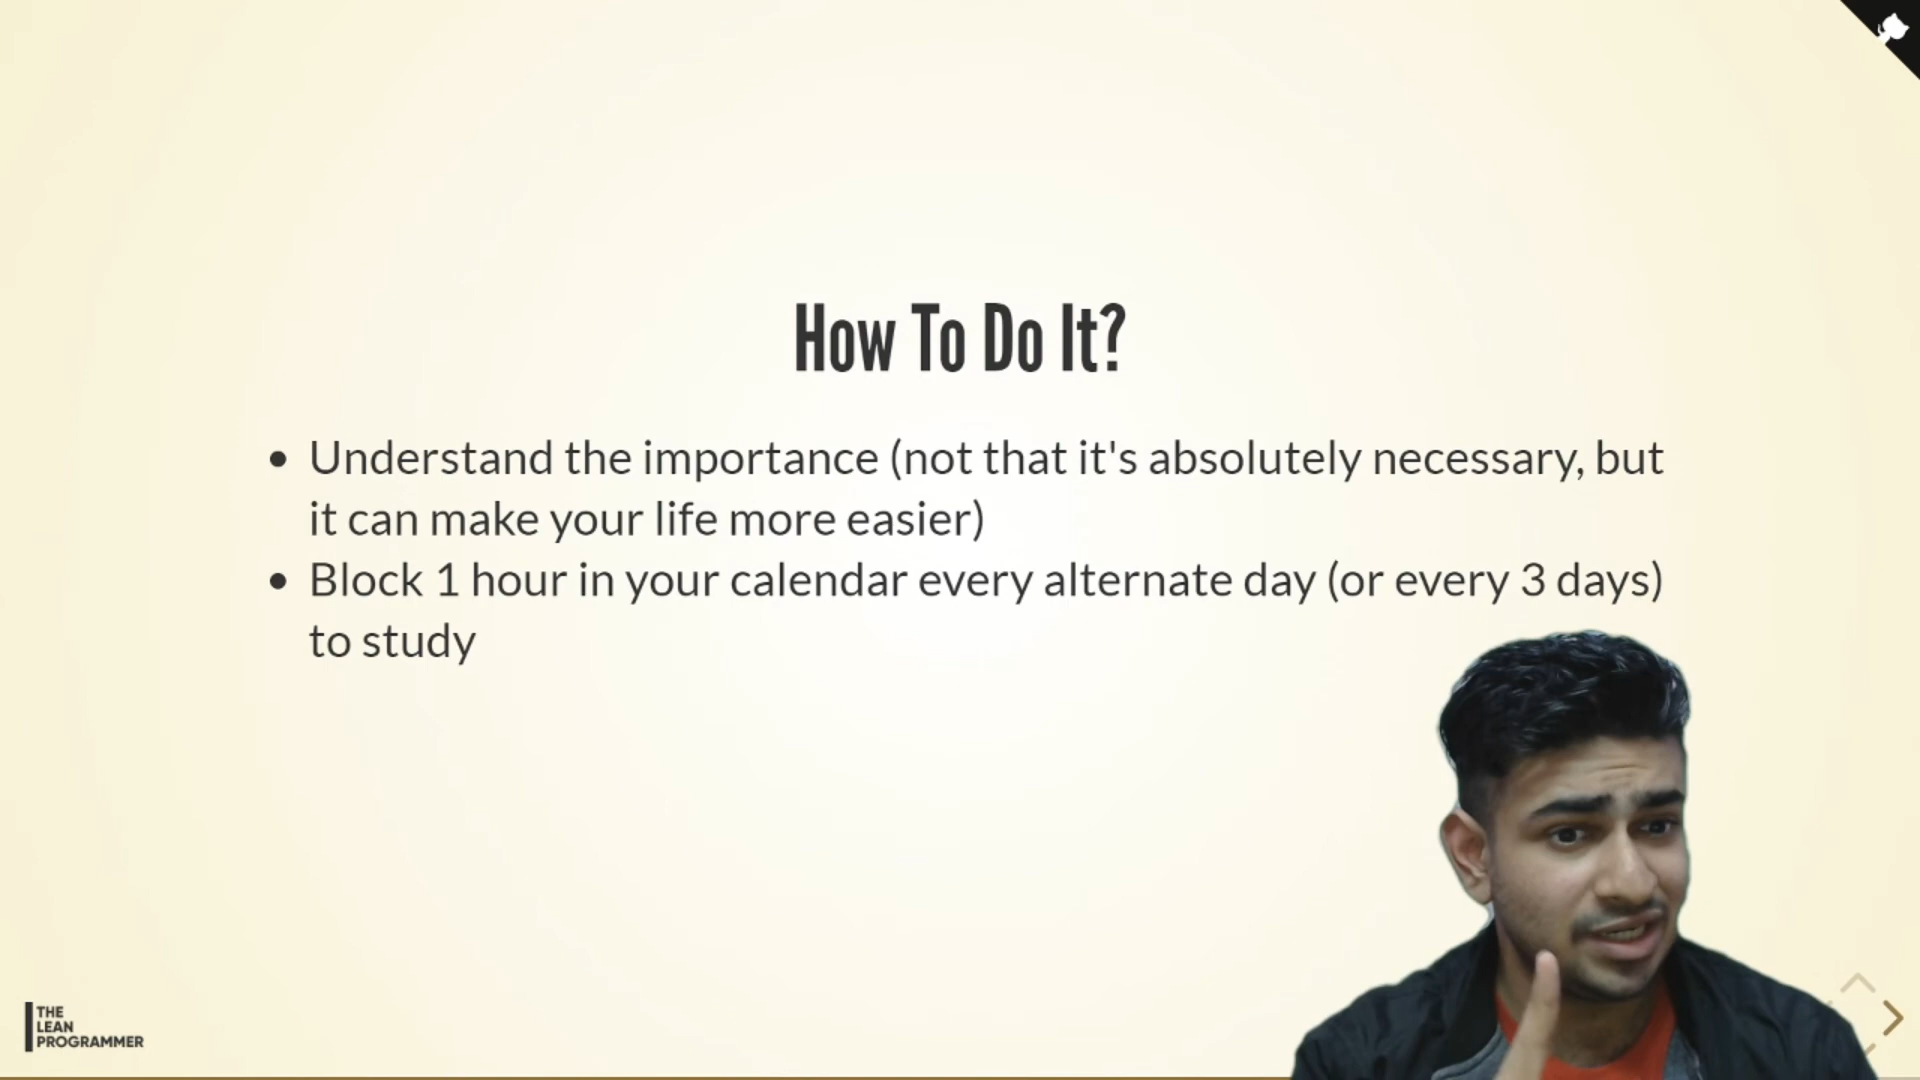 How To Do It?
Understand the importance (not that it's absolutely necessary, but
it can make your life more easier)
Block 1 hour in your calendar every alternate day (or every 3 days)
to study
THE
LEAN
PROGRAMMER